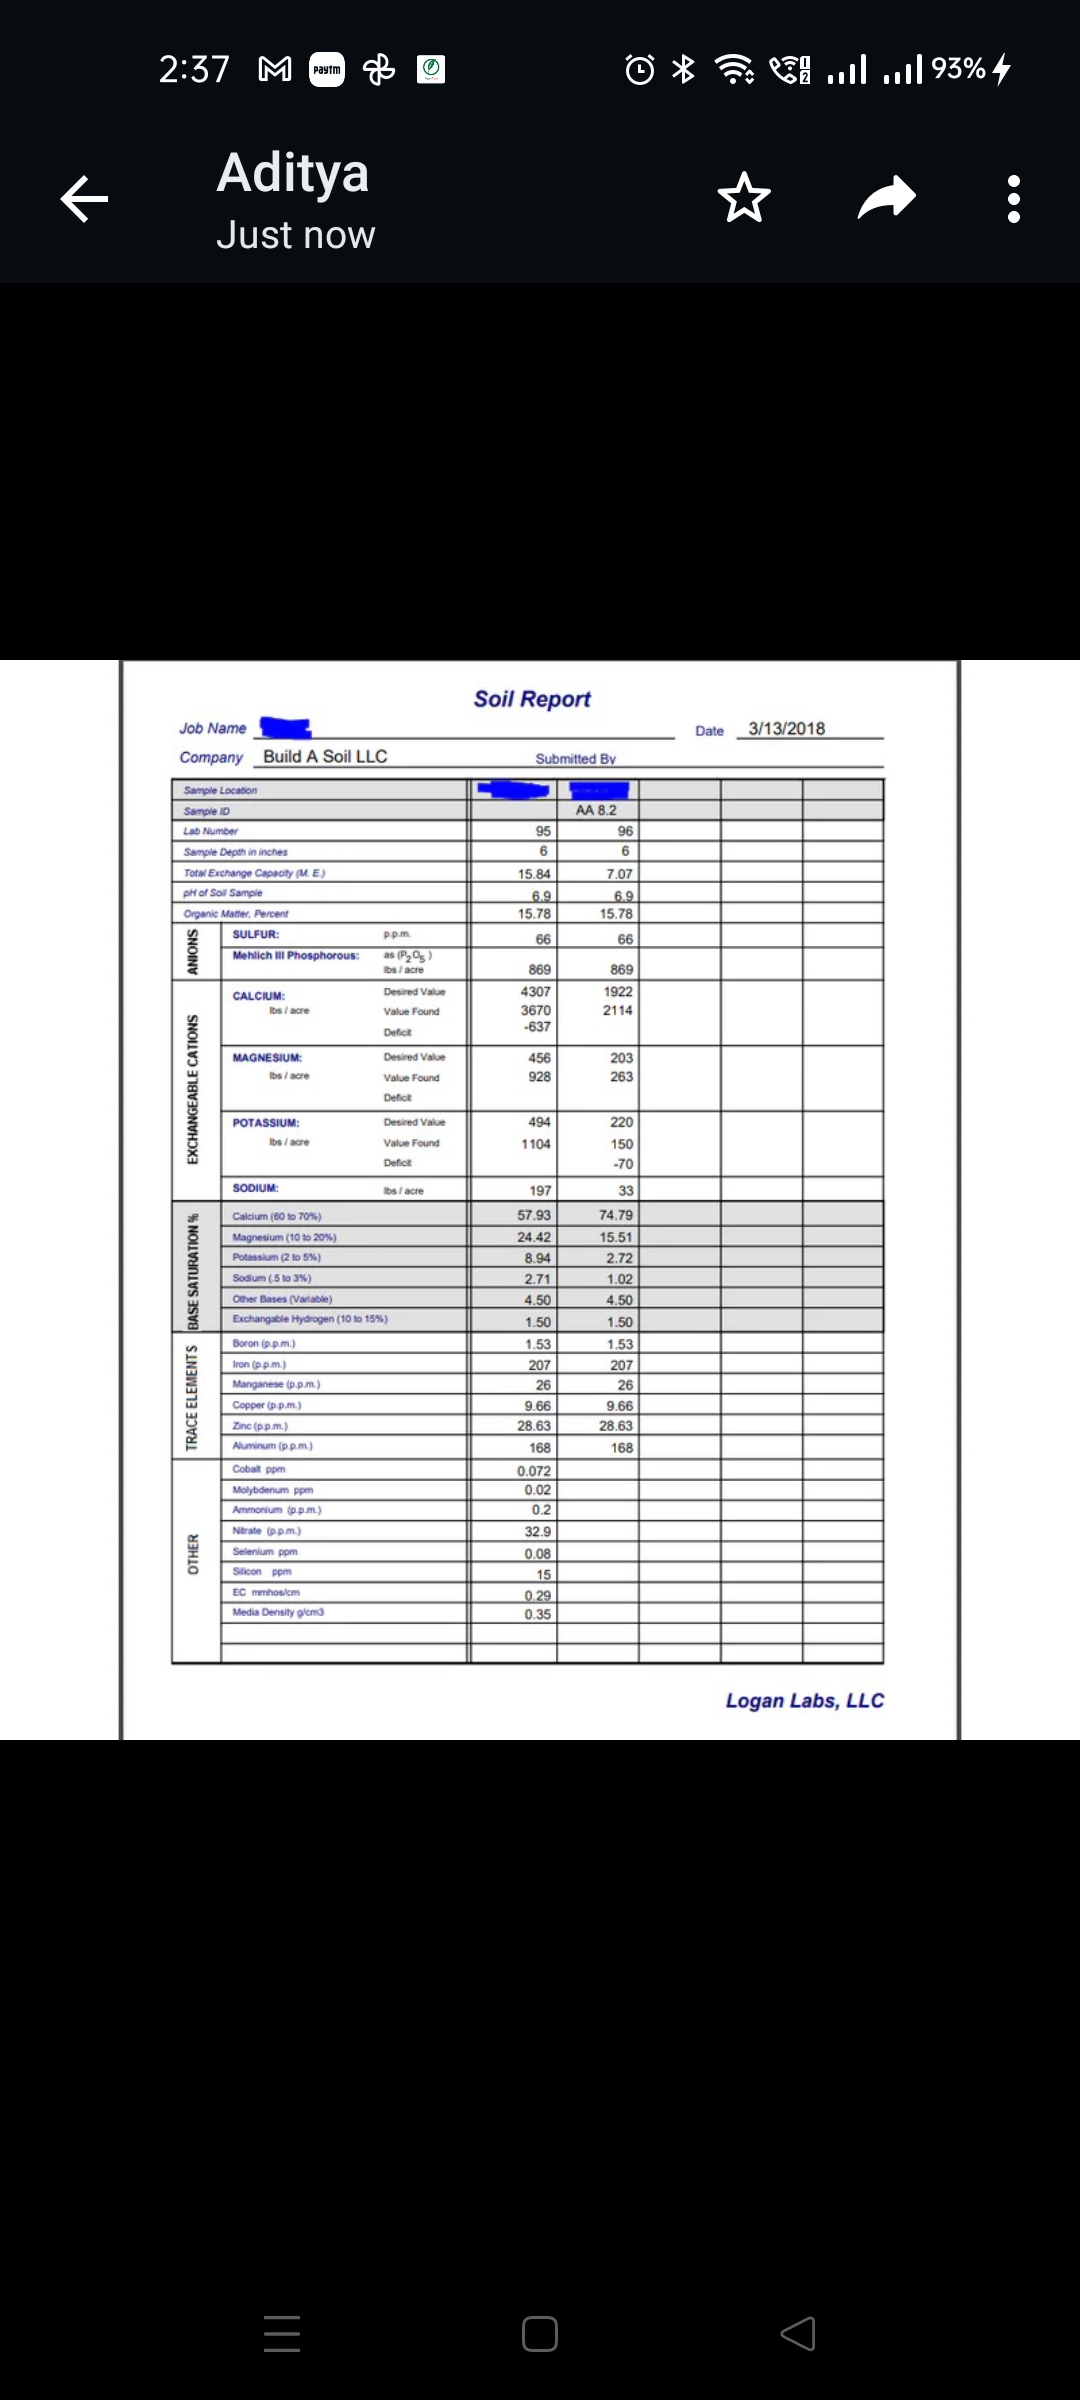 2:37 Paytm 93%
Aditya
Just now
Soil Report
Job Name Date 3/13/2018
Company Build A Soil LLC Submitted By
Sample Location
Sample ID AA 8.2
Lab Number 95 96
Sample Depth in inches 6 6
Total Exchange Capacity (M. E.) 15.84 7.07
pH of Soil Sample 6.9 6.9
Organic Matter, Percent 15.78 15.78
ANIONS
SULFUR: p.p.m. 66 66
Mehlich III Phosphorous: as (P2O5) lbs / acre 869 869
EXCHANGEABLE CATIONS
CALCIUM: lbs / acre Desired Value 4307 1922
Value Found 3670 2114
Deficit -637
MAGNESIUM: lbs / acre Desired Value 456 203
Value Found 928 263
Deficit
POTASSIUM: lbs / acre Desired Value 494 220
Value Found 1104 150
Deficit -70
SODIUM: lbs / acre 197 33
BASE SATURATION %
Calcium (60 to 70%) 57.93 74.79
Magnesium (10 to 20%) 24.42 15.51
Potassium (2 to 5%) 8.94 2.72
Sodium (.5 to 3%) 2.71 1.02
Other Bases (Variable) 4.50 4.50
Exchangable Hydrogen (10 to 15%) 1.50 1.50
TRACE ELEMENTS
Boron (p.p.m.) 1.53 1.53
Iron (p.p.m.) 207 207
Manganese (p.p.m.) 26 26
Copper (p.p.m.) 9.66 9.66
Zinc (p.p.m.) 28.63 28.63
Aluminum (p.p.m.) 168 168
OTHER
Cobalt ppm 0.072
Molybdenum ppm 0.02
Ammonium (p.p.m.) 0.2
Nitrate (p.p.m.) 32.9
Selenium ppm 0.08
Silicon ppm 15
EC mmhos/cm 0.29
Media Density g/cm3 0.35
Logan Labs, LLC